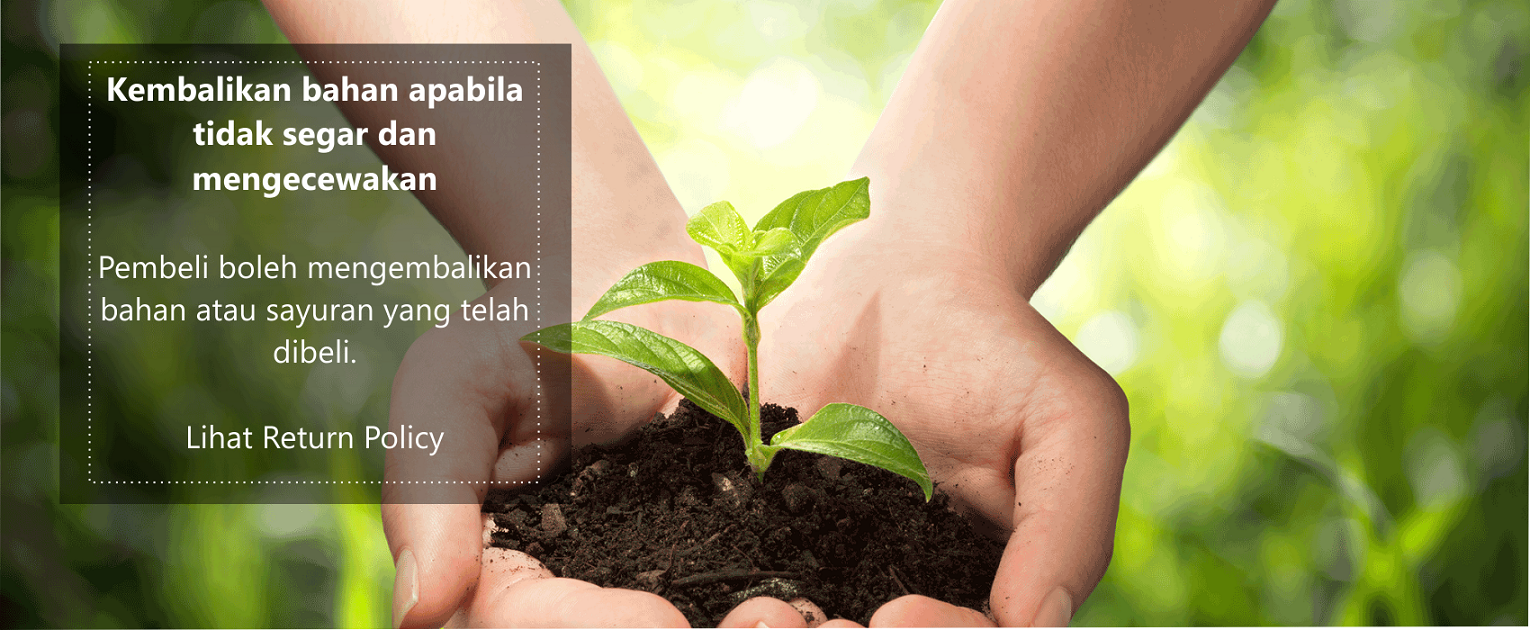 Kembalikan bahan apabila
tidak segar dan
mengecewakan
Pembeli boleh mengembalikan
bahan atau sayuran yang telah
dibeli.
Lihat Return Policy